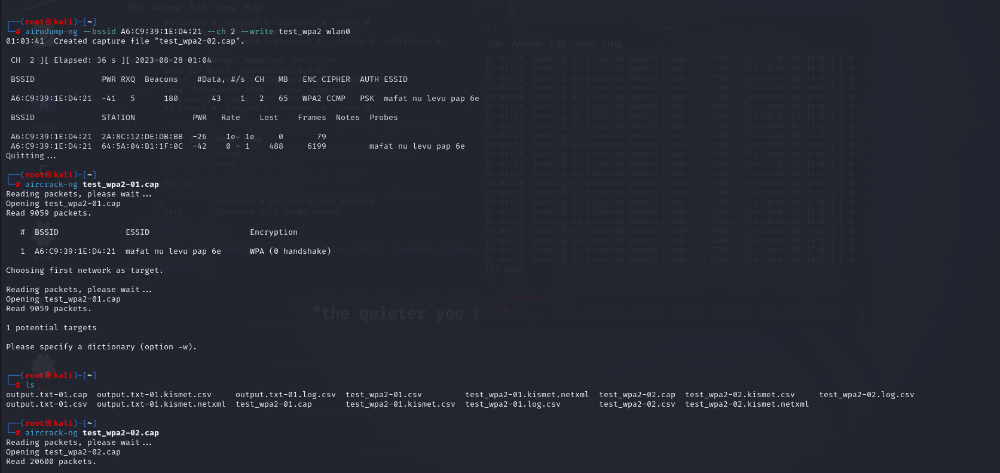 File Actions Edit View Help
┌──(root㉿kali)-[~]
└─# airodump-ng --bssid A6:C9:39:1E:D4:21 --ch 2 --write test_wpa2 wlan0
01:03:41  Created capture file "test_wpa2-02.cap".
CH  2 ][ Elapsed: 36 s ][ 2023-08-28 01:04
BSSID              PWR RXQ  Beacons    #Data, #/s  CH   MB   ENC CIPHER  AUTH ESSID
A6:C9:39:1E:D4:21  -41   5      180       43    1   2   65   WPA2 CCMP   PSK  mafat nu levu pap 6e
BSSID              STATION            PWR   Rate    Lost    Frames  Notes  Probes
A6:C9:39:1E:D4:21  2A:8C:12:DE:DB:BB  -26    1e- 1e     0       79
A6:C9:39:1E:D4:21  64:5A:04:B1:1F:0C  -42    0 - 1    488     6199         mafat nu levu pap 6e
Quitting...
┌──(root㉿kali)-[~]
└─# aircrack-ng test_wpa2-01.cap
Reading packets, please wait...
Opening test_wpa2-01.cap
Read 9059 packets.
#  BSSID              ESSID                     Encryption
1  A6:C9:39:1E:D4:21  mafat nu levu pap 6e      WPA (0 handshake)
Choosing first network as target.
Reading packets, please wait...
Opening test_wpa2-01.cap
Read 9059 packets.
1 potential targets
Please specify a dictionary (option -w).
┌──(root㉿kali)-[~]
└─# ls
output.txt-01.cap  output.txt-01.kismet.csv     output.txt-01.log.csv  test_wpa2-01.csv         test_wpa2-01.kismet.netxml  test_wpa2-02.cap  test_wpa2-02.kismet.csv     test_wpa2-02.log.csv
output.txt-01.csv  output.txt-01.kismet.netxml  test_wpa2-01.cap       test_wpa2-01.kismet.csv  test_wpa2-01.log.csv        test_wpa2-02.csv  test_wpa2-02.kismet.netxml
┌──(root㉿kali)-[~]
└─# aircrack-ng test_wpa2-02.cap
Reading packets, please wait...
Opening test_wpa2-02.cap
Read 20600 packets.
File Actions Edit View Help
"the quieter you b